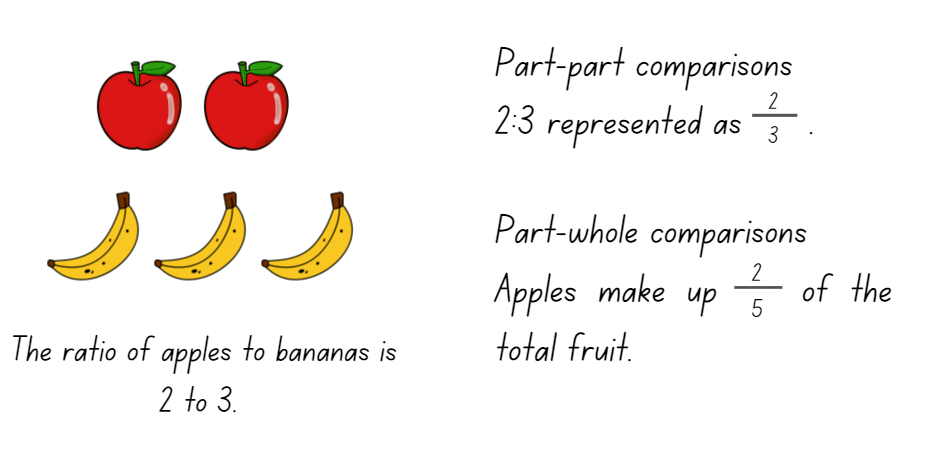 The ratio of apples to bananas is
2 to 3.
Part-part comparisons
2:3 represented as 2/3 .
Part-whole comparisons
Apples make up 2/5 of the
total fruit.